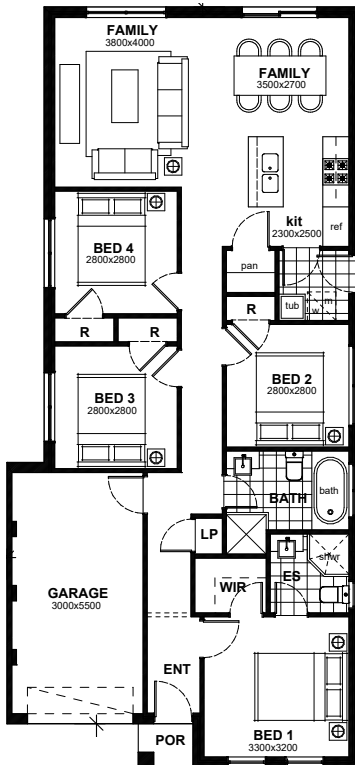 FAMILY
3800x4000
FAMILY
3500x2700
kit
2300x2500
ref
BED 4
2800x2800
pan
tub
m
w
R
R
R
BED 3
2800x2800
BED 2
2800x2800
BATH
bath
LP
GARAGE
3000x5500
WIR
ES
shwr
ENT
POR
BED 1
3300x3200